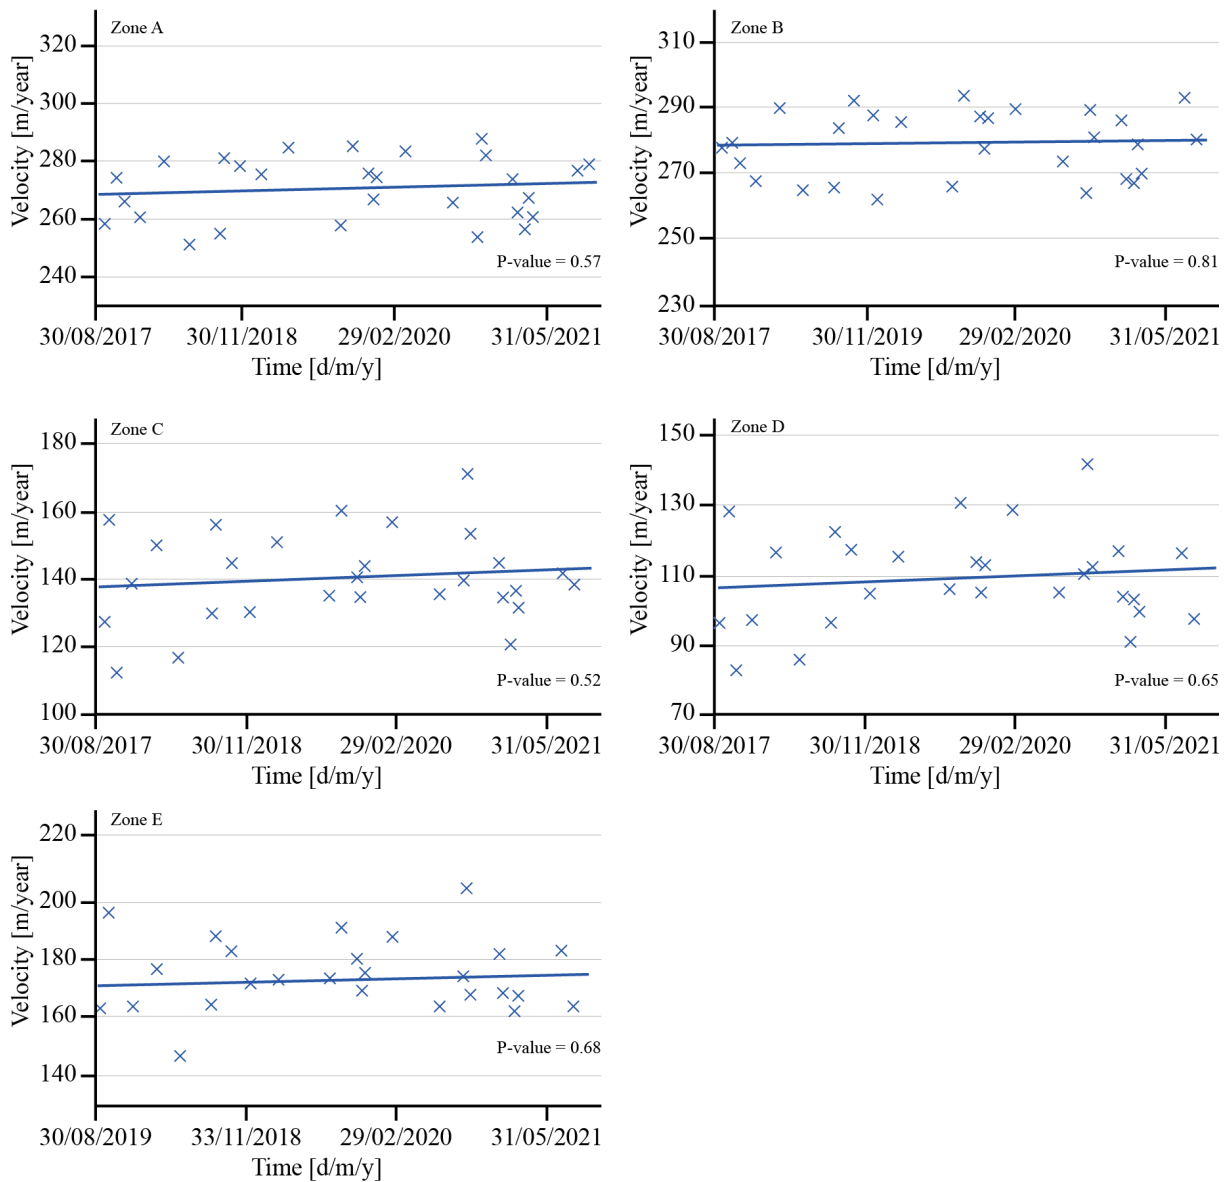 Zone A
Velocity [m/year]
320
300
280
260
240
P-value = 0.57
30/08/2017 30/11/2018 29/02/2020 31/05/2021
Time [d/m/y]
Zone B
Velocity [m/year]
310
290
270
250
230
P-value = 0.81
30/08/2017 30/11/2019 29/02/2020 31/05/2021
Time [d/m/y]
Zone C
Velocity [m/year]
180
160
140
120
100
P-value = 0.52
30/08/2017 30/11/2018 29/02/2020 31/05/2021
Time [d/m/y]
Zone D
Velocity [m/year]
150
130
110
90
70
P-value = 0.65
30/08/2017 30/11/2018 29/02/2020 31/05/2021
Time [d/m/y]
Zone E
Velocity [m/year]
220
200
180
160
140
P-value = 0.68
30/08/2019 33/11/2018 29/02/2020 31/05/2021
Time [d/m/y]